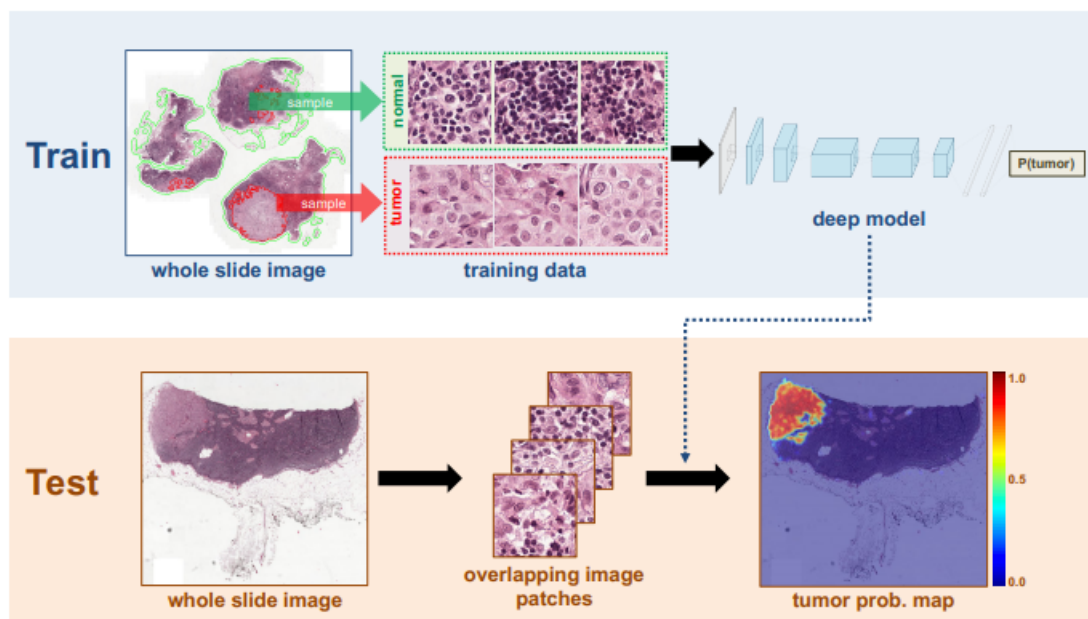 Train
sample
sample
normal
tumor
P(tumor)
deep model
whole slide image
training data
Test
1.0
0.5
0.0
whole slide image
overlapping image
patches
tumor prob. map